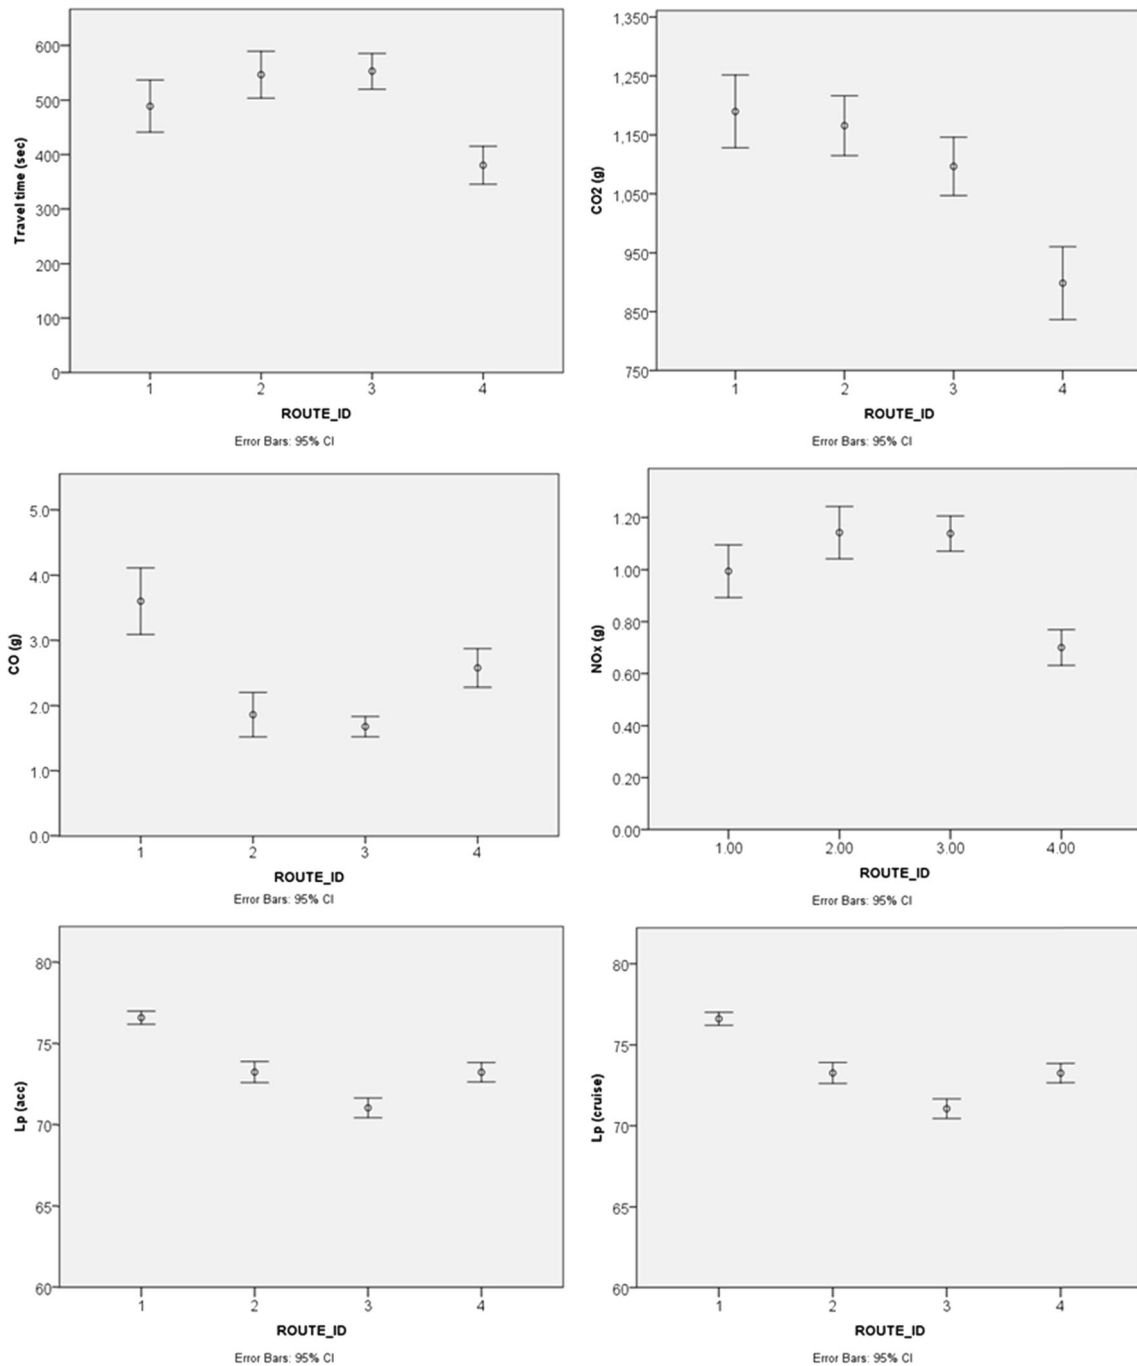 Travel time (sec)
600
500
400
300
200
100
0
1 2 3 4
ROUTE_ID
Error Bars: 95% CI
CO2 (g)
1,350
1,250
1,150
1,050
950
850
750
1 2 3 4
ROUTE_ID
Error Bars: 95% CI
CO (g)
5.0
4.0
3.0
2.0
1.0
0.0
1 2 3 4
ROUTE_ID
Error Bars: 95% CI
NOx (g)
1.20
1.00
0.80
0.60
0.40
0.20
0.00
1.00 2.00 3.00 4.00
ROUTE_ID
Error Bars: 95% CI
Lp (acc)
80
75
70
65
60
1 2 3 4
ROUTE_ID
Error Bars: 95% CI
Lp (cruise)
80
75
70
65
60
1 2 3 4
ROUTE_ID
Error Bars: 95% CI